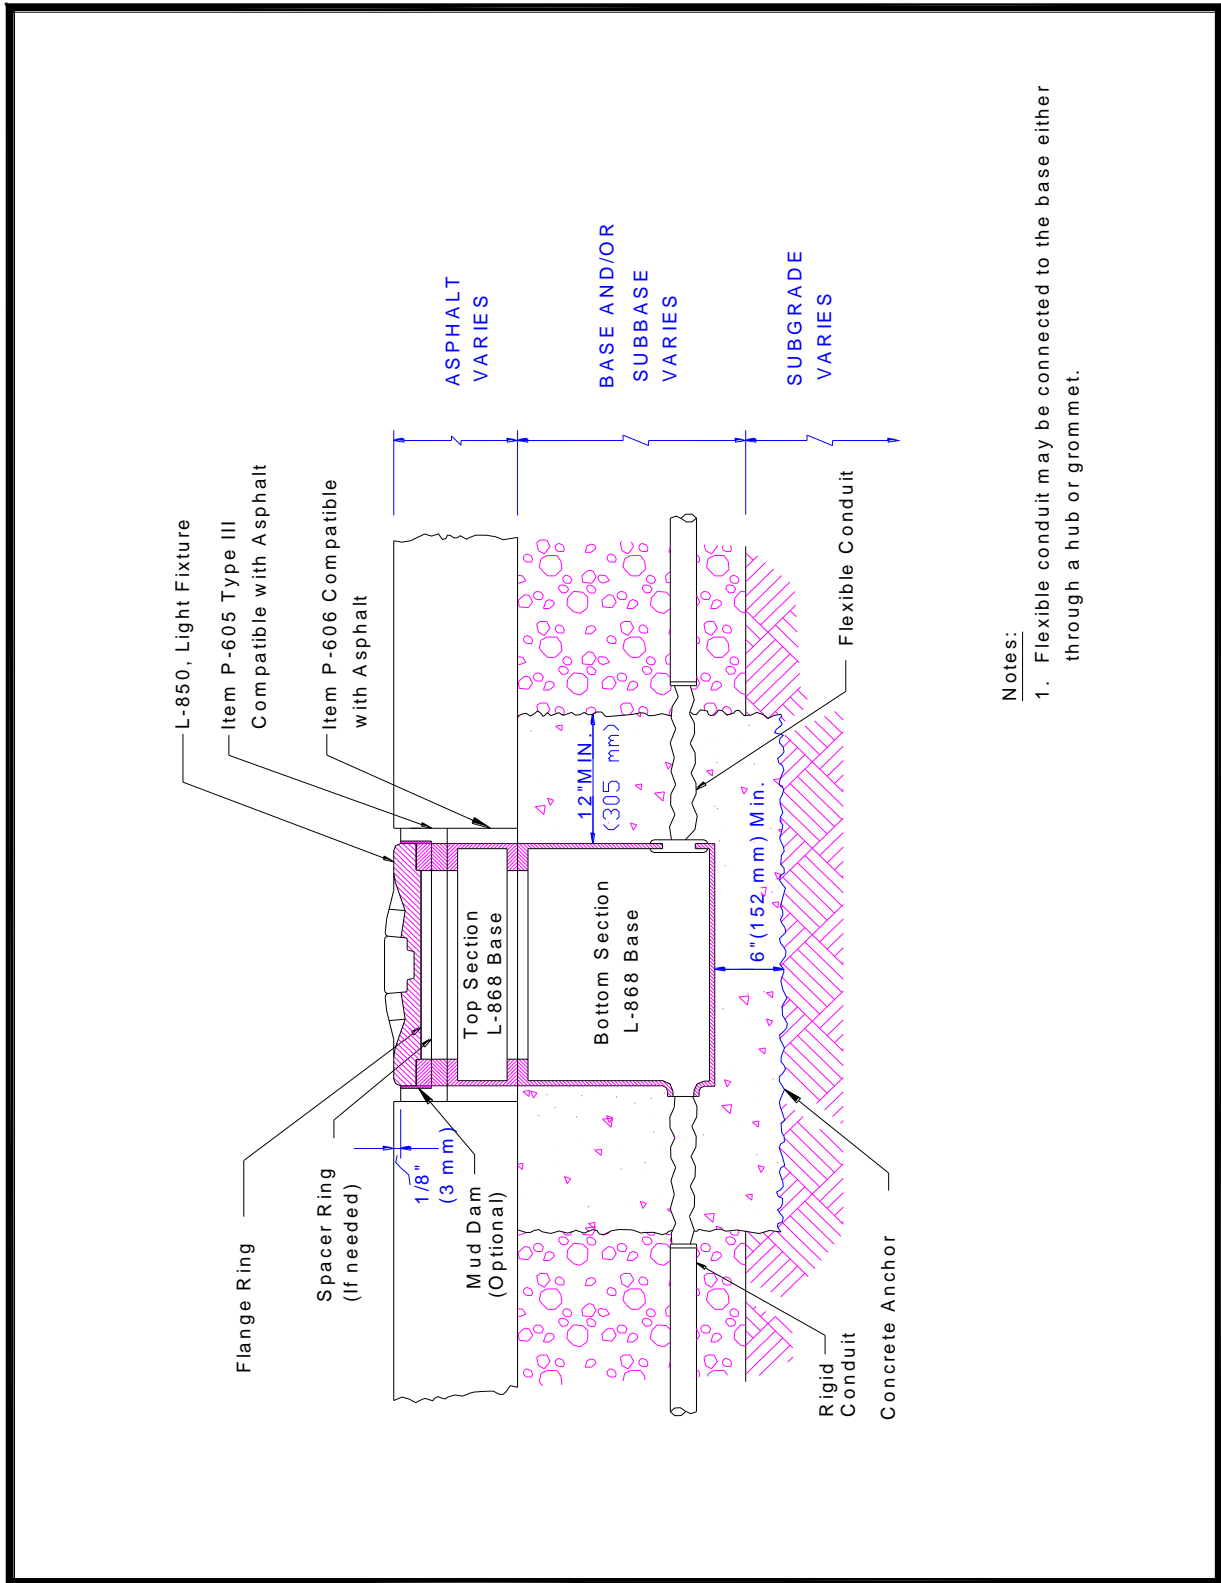 L-850, Light Fixture
Item P-605 Type III
Compatible with Asphalt
Item P-606 Compatible
with Asphalt
ASPHALT
VARIES
BASE AND/OR
SUBBASE
VARIES
SUBGRADE
VARIES
Flange Ring
Spacer Ring
(If needed)
1/8"
(3 mm)
Mud Dam
(Optional)
Top Section
L-868 Base
Bottom Section
L-868 Base
12"MIN.
(305 mm)
6"(152 mm) Min.
Flexible Conduit
Rigid
Conduit
Concrete Anchor
Notes:
1. Flexible conduit may be connected to the base either
through a hub or grommet.